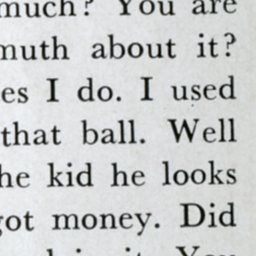 much? You are
muth about it?
es I do. I used
that ball. Well
he kid he looks
got money. Did